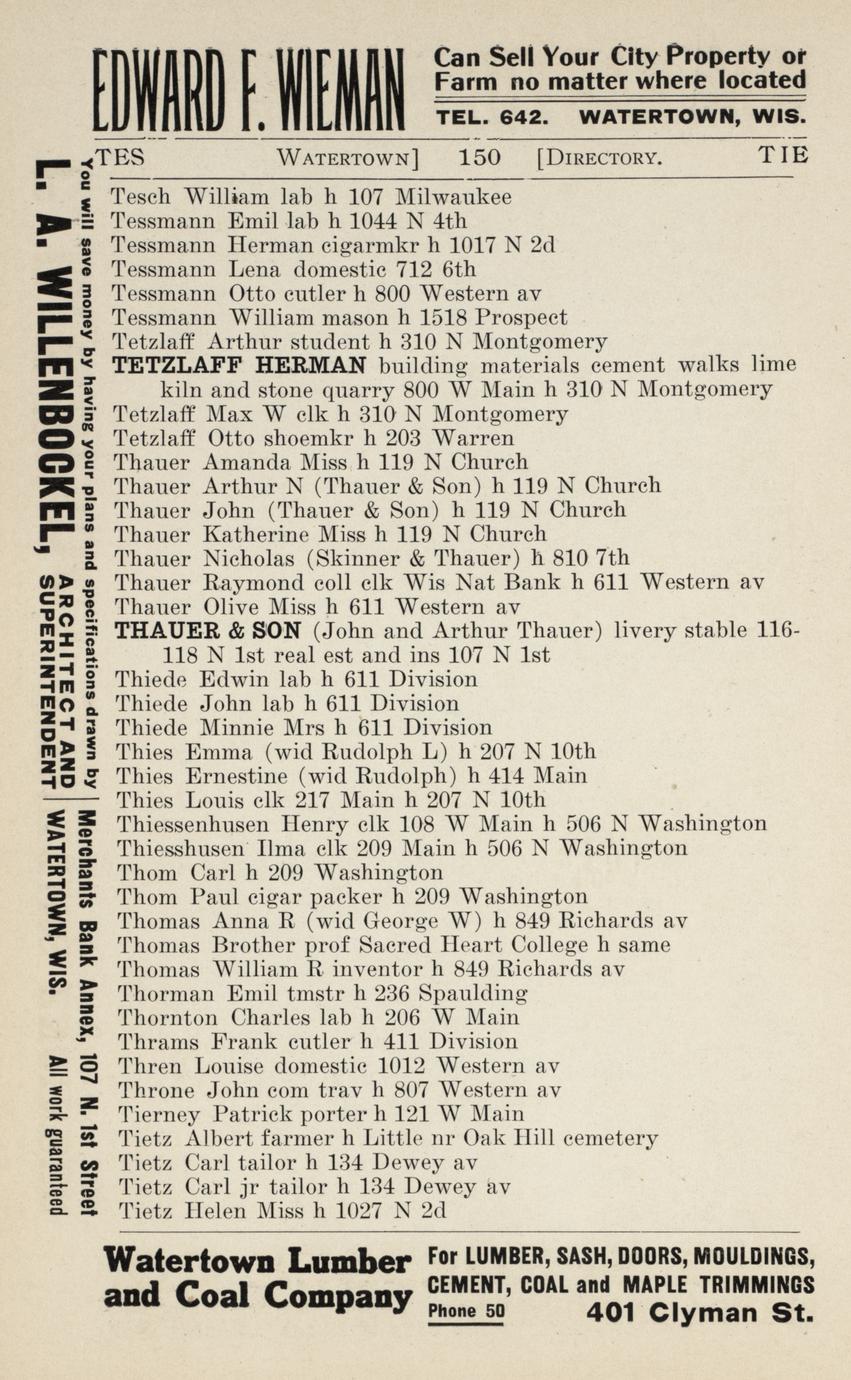 EDWARD F. WIEMAN
Can Sell Your City Property or
Farm no matter where located
TEL. 642. WATERTOWN, WIS.
TES WATERTOWN] 150 [DIRECTORY. TIE
Tesch William lab h 107 Milwaukee
Tessmann Emil lab h 1044 N 4th
Tessmann Herman cigarmkr h 1017 N 2d
Tessmann Lena domestic 712 6th
Tessmann Otto cutler h 800 Western av
Tessmann William mason h 1518 Prospect
Tetzlaff Arthur student h 310 N Montgomery
TETZLAFF HERMAN building materials cement walks lime
kiln and stone quarry 800 W Main h 310 N Montgomery
Tetzlaff Max W clk h 310 N Montgomery
Tetzlaff Otto shoemkr h 203 Warren
Thauer Amanda Miss h 119 N Church
Thauer Arthur N (Thauer & Son) h 119 N Church
Thauer John (Thauer & Son) h 119 N Church
Thauer Katherine Miss h 119 N Church
Thauer Nicholas (Skinner & Thauer) h 810 7th
Thauer Raymond coll clk Wis Nat Bank h 611 Western av
Thauer Olive Miss h 611 Western av
THAUER & SON (John and Arthur Thauer) livery stable 116-
118 N 1st real est and ins 107 N 1st
Thiede Edwin lab h 611 Division
Thiede John lab h 611 Division
Thiede Minnie Mrs h 611 Division
Thies Emma (wid Rudolph L) h 207 N 10th
Thies Ernestine (wid Rudolph) h 414 Main
Thies Louis clk 217 Main h 207 N 10th
Thiessenhusen Henry clk 108 W Main h 506 N Washington
Thiesshusen Ilma clk 209 Main h 506 N Washington
Thom Carl h 209 Washington
Thom Paul cigar packer h 209 Washington
Thomas Anna R (wid George W) h 849 Richards av
Thomas Brother prof Sacred Heart College h same
Thomas William R inventor h 849 Richards av
Thorman Emil tmstr h 236 Spaulding
Thornton Charles lab h 206 W Main
Thrams Frank cutler h 411 Division
Thren Louise domestic 1012 Western av
Throne John com trav h 807 Western av
Tierney Patrick porter h 121 W Main
Tietz Albert farmer h Little nr Oak Hill cemetery
Tietz Carl tailor h 134 Dewey av
Tietz Carl jr tailor h 134 Dewey av
Tietz Helen Miss h 1027 N 2d
You will save money by having your plans and specifications drawn by
L. A. WILLENBOCKEL,
ARCHITECT AND
SUPERINTENDENT
Merchants Bank Annex, 107 N. 1st Street
WATERTOWN, WIS. All work guaranteed
Watertown Lumber
and Coal Company
For LUMBER, SASH, DOORS, MOULDINGS,
CEMENT, COAL and MAPLE TRIMMINGS
Phone 50 401 Clyman St.